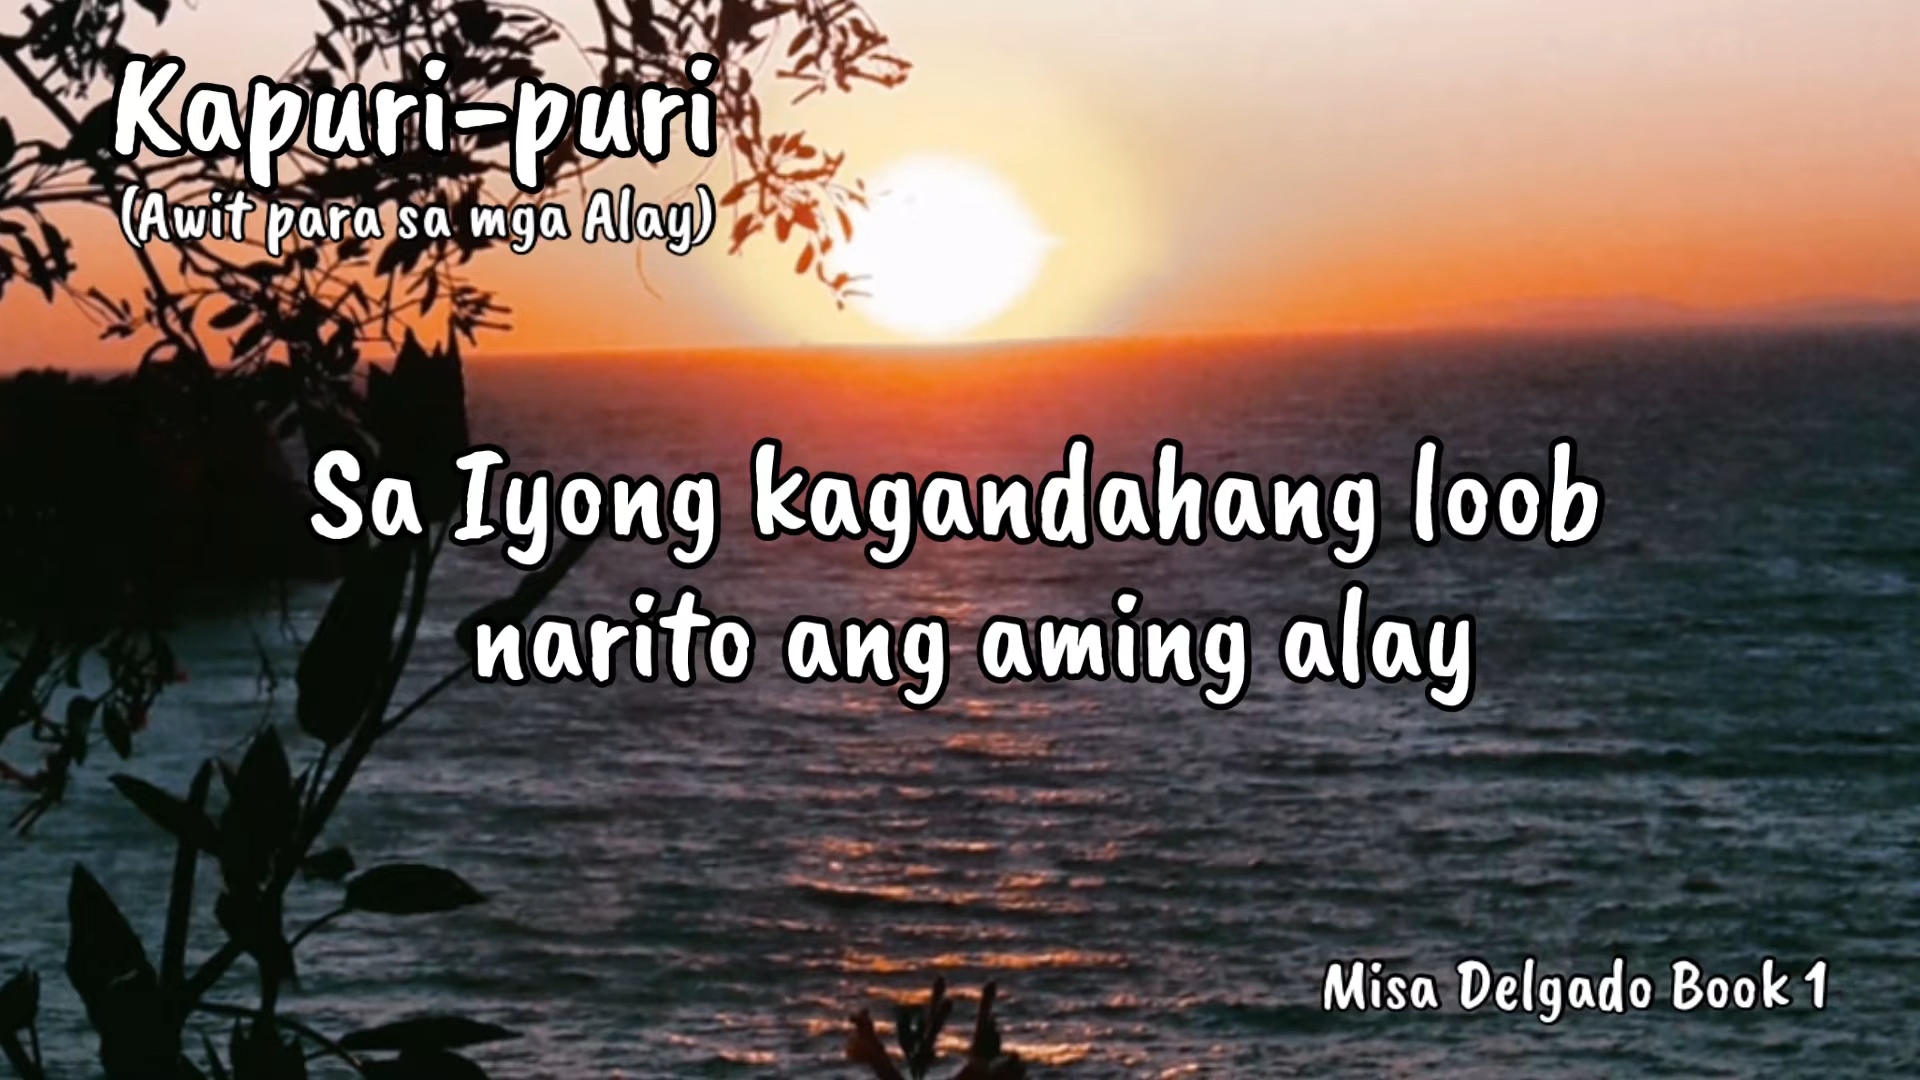 Kapuri-puri
(Awit para sa mga Alay)
Sa Iyong kagandahang loob
narito ang aming alay
Misa Delgado Book 1